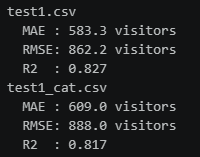 test1.csv
MAE : 583.3 visitors
RMSE: 862.2 visitors
R2  : 0.827
test1_cat.csv
MAE : 609.0 visitors
RMSE: 888.0 visitors
R2  : 0.817